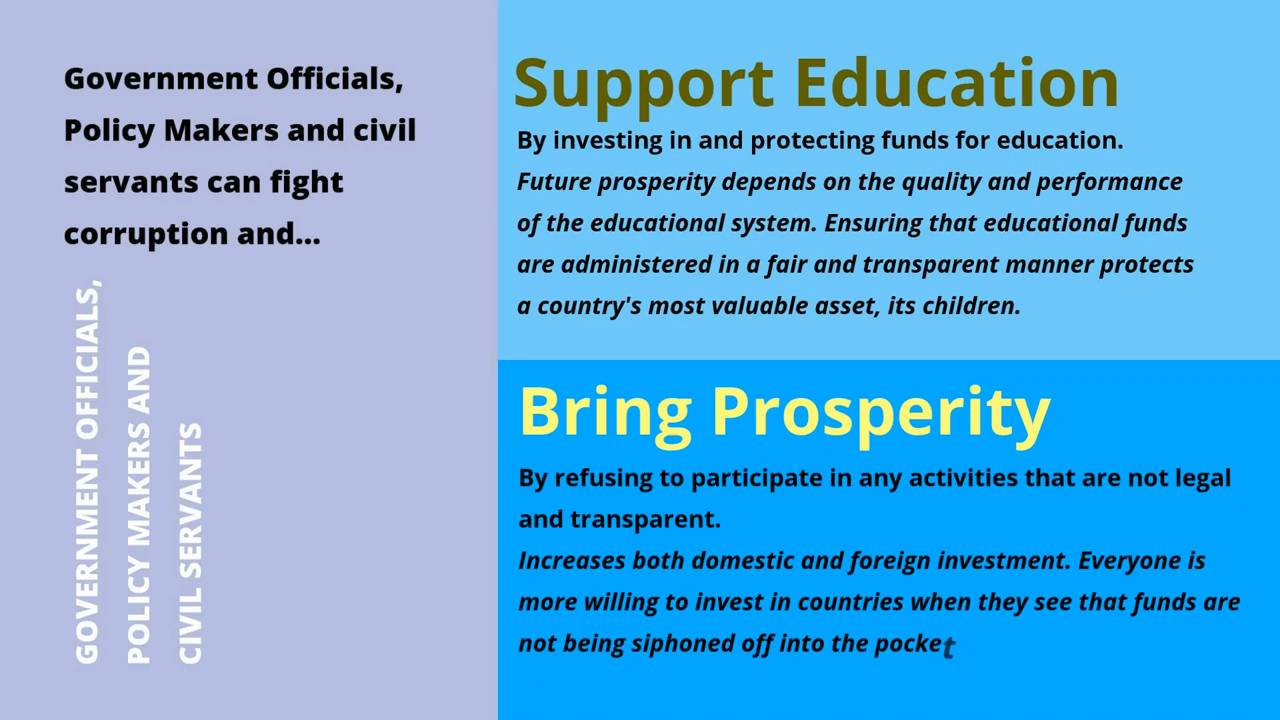 Government Officials,
Policy Makers and civil
servants can fight
corruption and...
GOVERNMENT OFFICIALS,
POLICY MAKERS AND
CIVIL SERVANTS
Support Education
By investing in and protecting funds for education.
Future prosperity depends on the quality and performance
of the educational system. Ensuring that educational funds
are administered in a fair and transparent manner protects
a country's most valuable asset, its children.
Bring Prosperity
By refusing to participate in any activities that are not legal
and transparent.
Increases both domestic and foreign investment. Everyone is
more willing to invest in countries when they see that funds are
not being siphoned off into the pocket